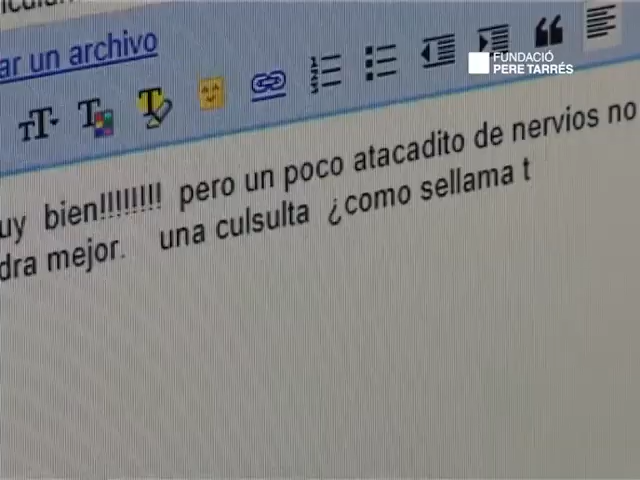 ar un archivo
FUNDACIÓ
PERE TARRÉS
uy bien!!!!!!!! pero un poco atacadito de nervios no
dra mejor. una culsulta ¿como sellama t